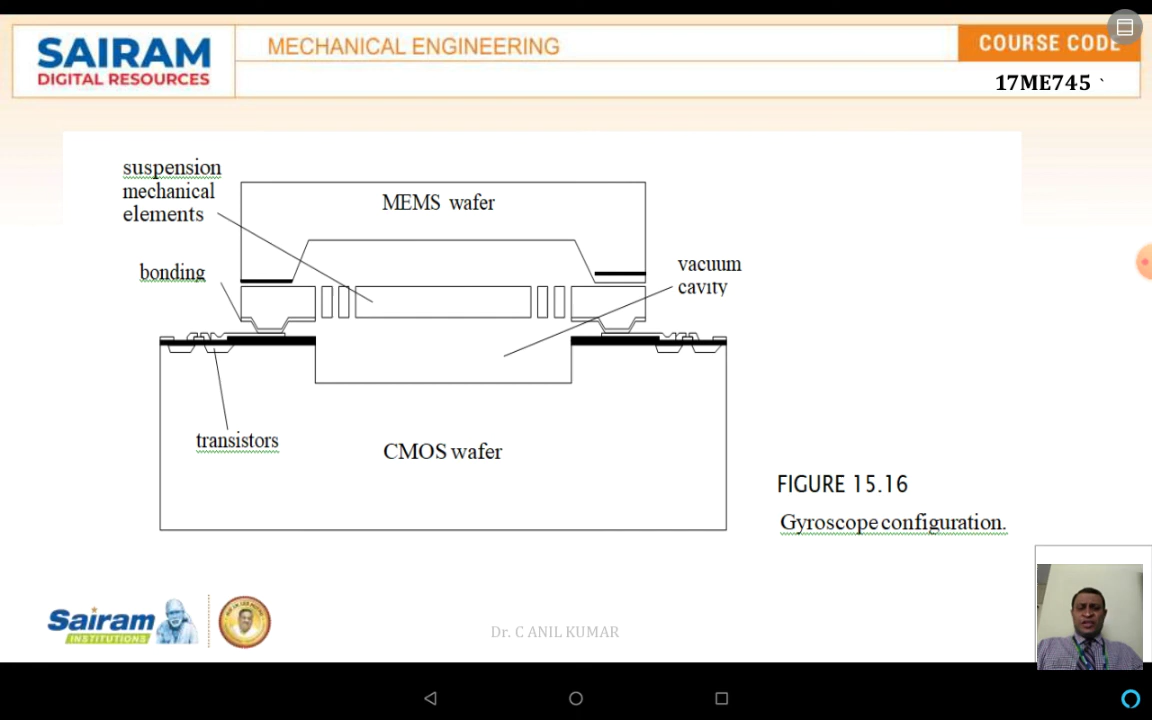 SAIRAM
DIGITAL RESOURCES
MECHANICAL ENGINEERING
COURSE CODE
17ME745 `
suspension
mechanical
elements
MEMS wafer
bonding
vacuum
cavity
transistors
CMOS wafer
FIGURE 15.16
Gyroscope configuration.
Sairam
INSTITUTIONS
Dr. C ANIL KUMAR